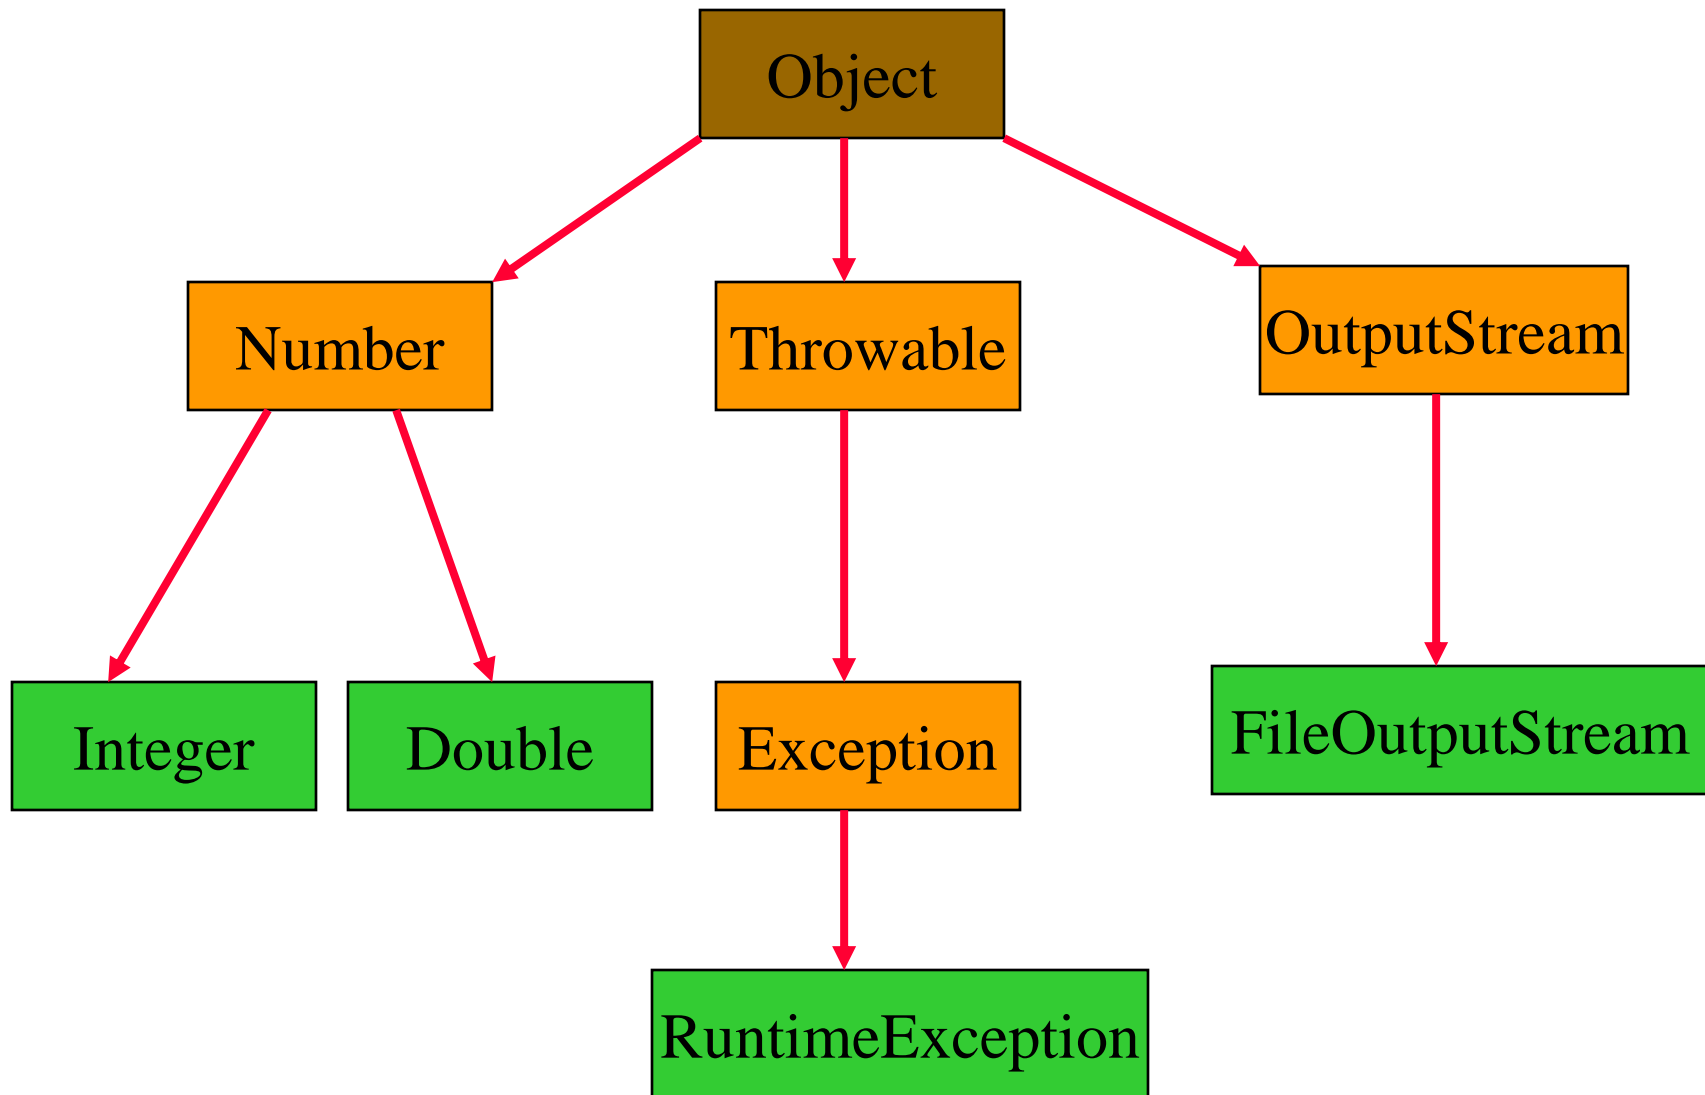 Object
Number
Throwable
OutputStream
Integer
Double
Exception
FileOutputStream
RuntimeException